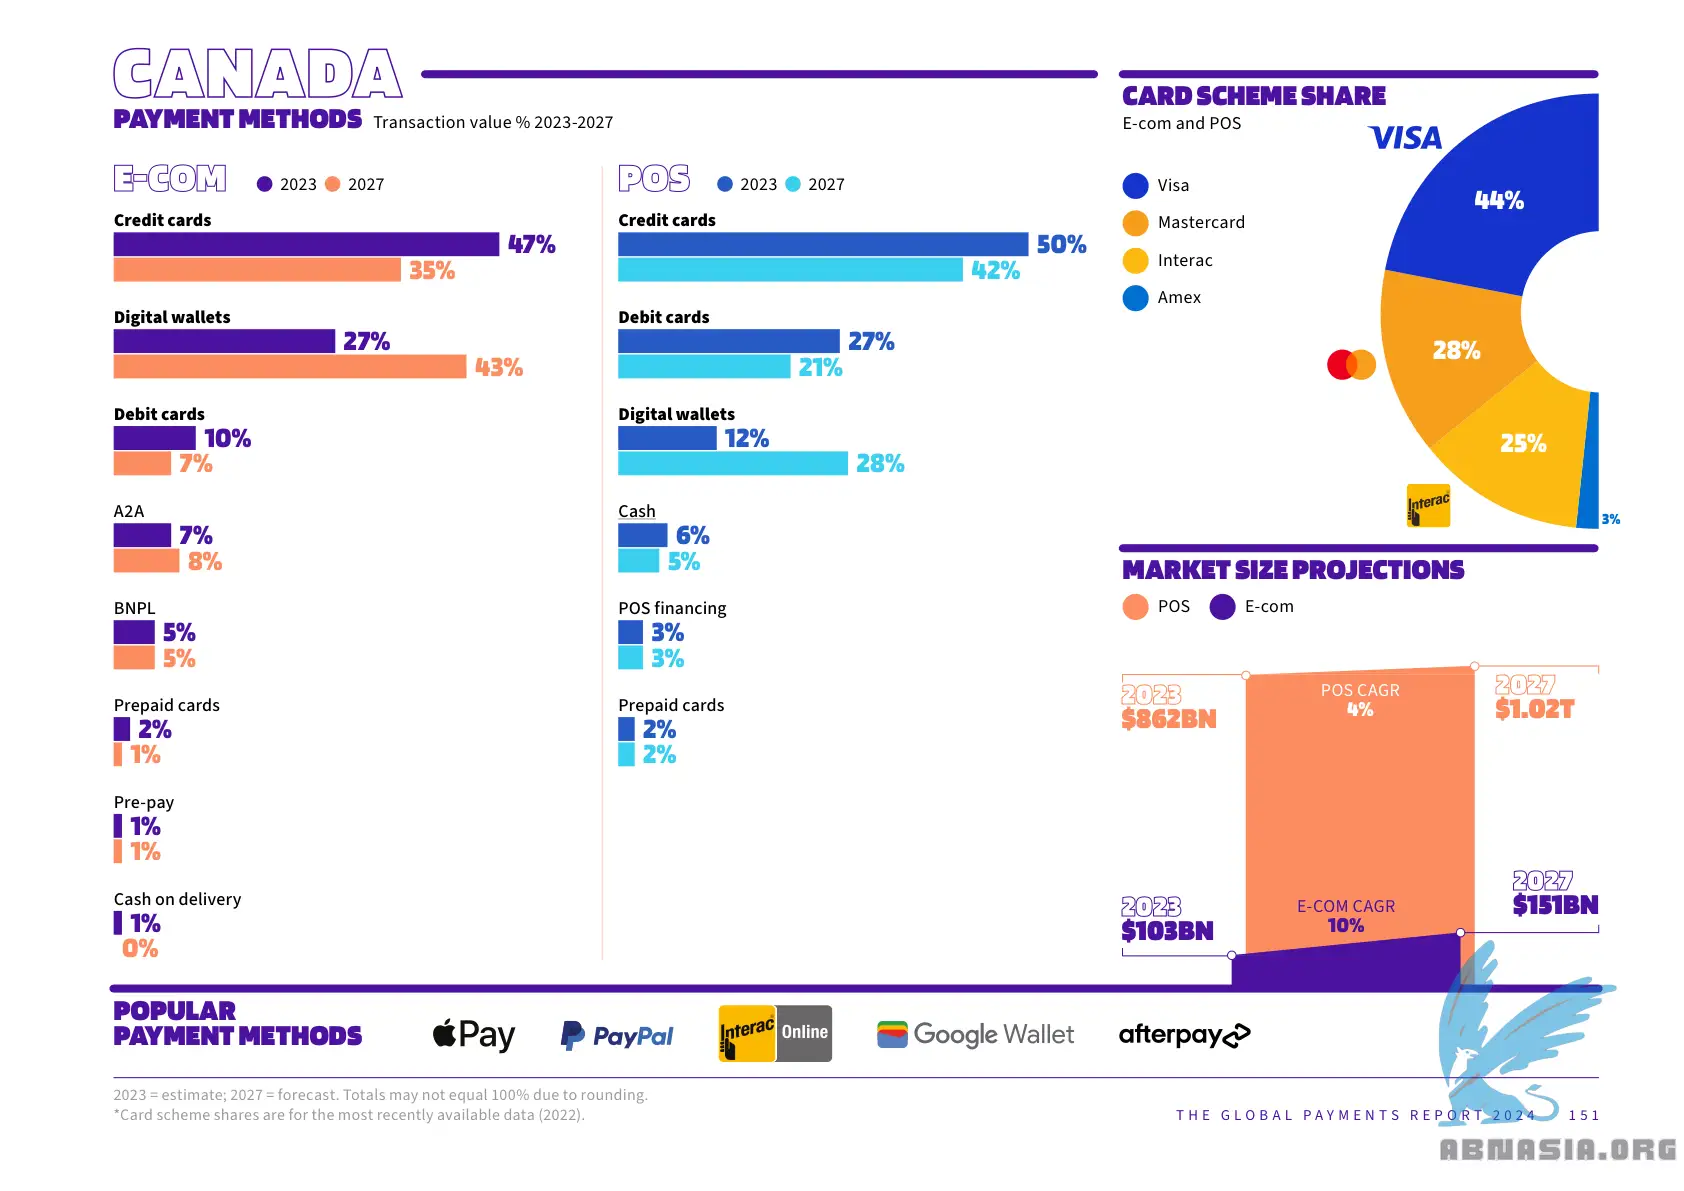 CANADA
PAYMENT METHODS Transaction value % 2023-2027
E-COM 2023 2027
Credit cards
47%
35%
Digital wallets
27%
43%
Debit cards
10%
7%
A2A
7%
8%
BNPL
5%
5%
Prepaid cards
2%
1%
Pre-pay
1%
1%
Cash on delivery
1%
0%
POS 2023 2027
Credit cards
50%
42%
Debit cards
27%
21%
Digital wallets
12%
28%
Cash
6%
5%
POS financing
3%
3%
Prepaid cards
2%
2%
CARD SCHEME SHARE
E-com and POS
VISA
Visa
Mastercard
Interac
Amex
44%
28%
25%
Interac
3%
MARKET SIZE PROJECTIONS
POS E-com
2023
$862BN
POS CAGR
4%
2027
$1.02T
2023
$103BN
E-COM CAGR
10%
2027
$151BN
POPULAR
PAYMENT METHODS
Pay
PayPal
Interac Online
Google Wallet
afterpay
2023 = estimate; 2027 = forecast. Totals may not equal 100% due to rounding.
*Card scheme shares are for the most recently available data (2022).
THE GLOBAL PAYMENTS REPORT 2024 151
ABNASIA.ORG